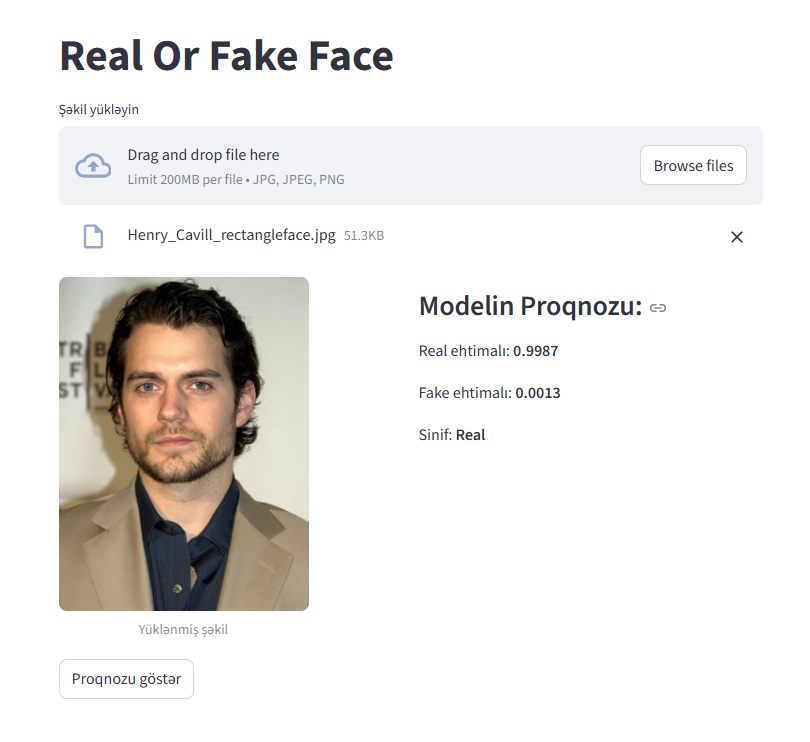 Real Or Fake Face
Şəkil yükləyin
Drag and drop file here
Limit 200MB per file • JPG, JPEG, PNG
Browse files
Henry_Cavill_rectangleface.jpg 51.3KB
TR B
F L
ST VA
Modelin Proqnozu:
Real ehtimalı: 0.9987
Fake ehtimalı: 0.0013
Sinif: Real
Yüklənmiş şəkil
Proqnozu göstər